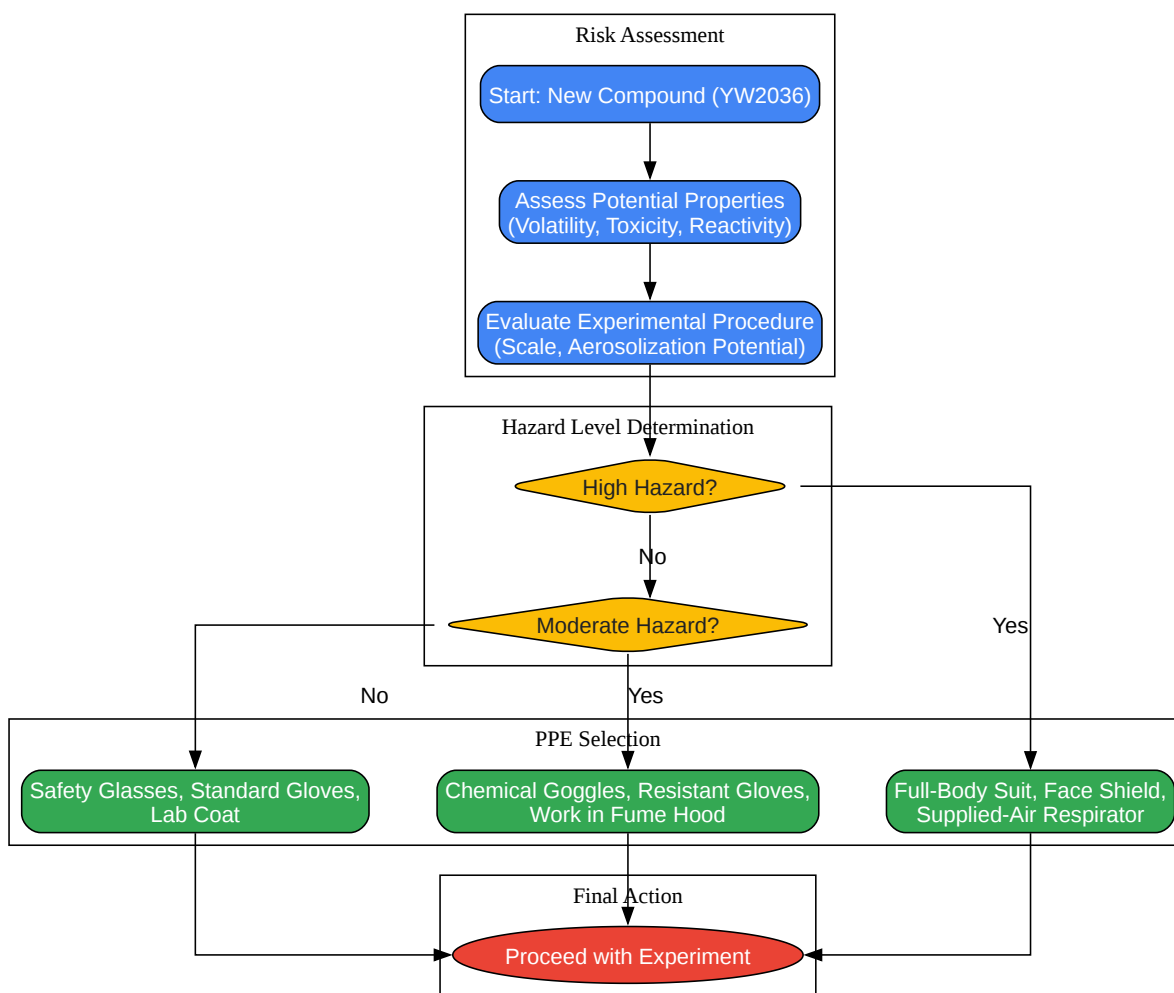 Risk Assessment
Start: New Compound (YW2036)
Assess Potential Properties
(Volatility, Toxicity, Reactivity)
Evaluate Experimental Procedure
(Scale, Aerosolization Potential)
Hazard Level Determination
High Hazard?
No
Moderate Hazard?
Yes
No
Yes
PPE Selection
Safety Glasses, Standard Gloves,
Lab Coat
Chemical Goggles, Resistant Gloves,
Work in Fume Hood
Full-Body Suit, Face Shield,
Supplied-Air Respirator
Final Action
Proceed with Experiment